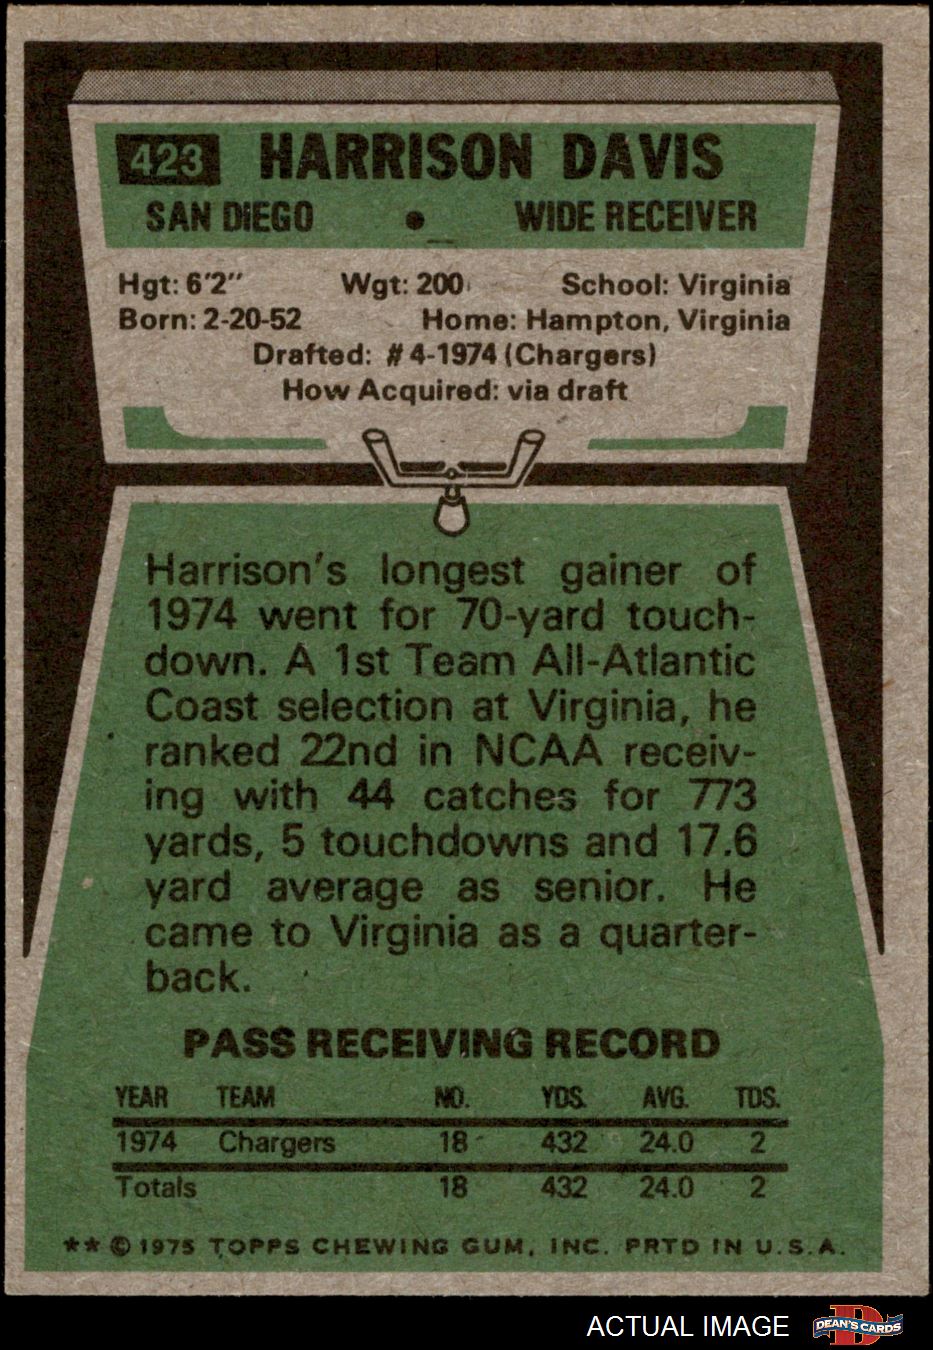 423 HARRISON DAVIS
SAN DIEGO • WIDE RECEIVER
Hgt: 6'2" Wgt: 200 School: Virginia
Born: 2-20-52 Home: Hampton, Virginia
Drafted: #4-1974 (Chargers)
How Acquired: via draft
Harrison's longest gainer of
1974 went for 70-yard touch-
down. A 1st Team All-Atlantic
Coast selection at Virginia, he
ranked 22nd in NCAA receiv-
ing with 44 catches for 773
yards, 5 touchdowns and 17.6
yard average as senior. He
came to Virginia as a quarter-
back.
PASS RECEIVING RECORD
YEAR TEAM NO. YDS. AVG. TDS.
1974 Chargers 18 432 24.0 2
Totals 18 432 24.0 2
** © 1975 TOPPS CHEWING GUM, INC. PRTD IN U.S.A.
ACTUAL IMAGE D DEAN'S CARDS